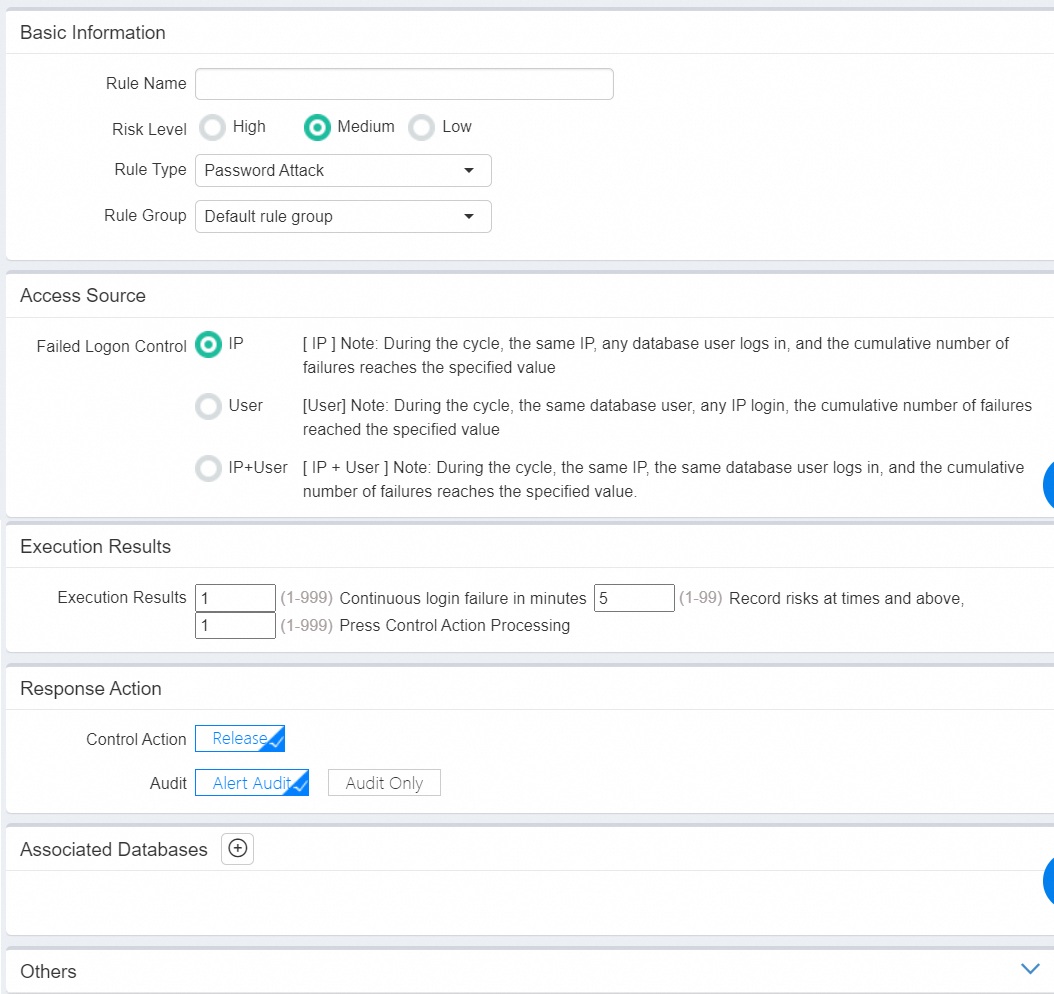 Basic Information
Rule Name
Risk Level High Medium Low
Rule Type Password Attack
Rule Group Default rule group
Access Source
Failed Logon Control IP [ IP ] Note: During the cycle, the same IP, any database user logs in, and the cumulative number of
failures reaches the specified value
User [User] Note: During the cycle, the same database user, any IP login, the cumulative number of failures
reached the specified value
IP+User [ IP + User ] Note: During the cycle, the same IP, the same database user logs in, and the cumulative
number of failures reaches the specified value.
Execution Results
Execution Results 1 (1-999) Continuous login failure in minutes 5 (1-99) Record risks at times and above,
1 (1-999) Press Control Action Processing
Response Action
Control Action Release
Audit Alert Audit Audit Only
Associated Databases
Others